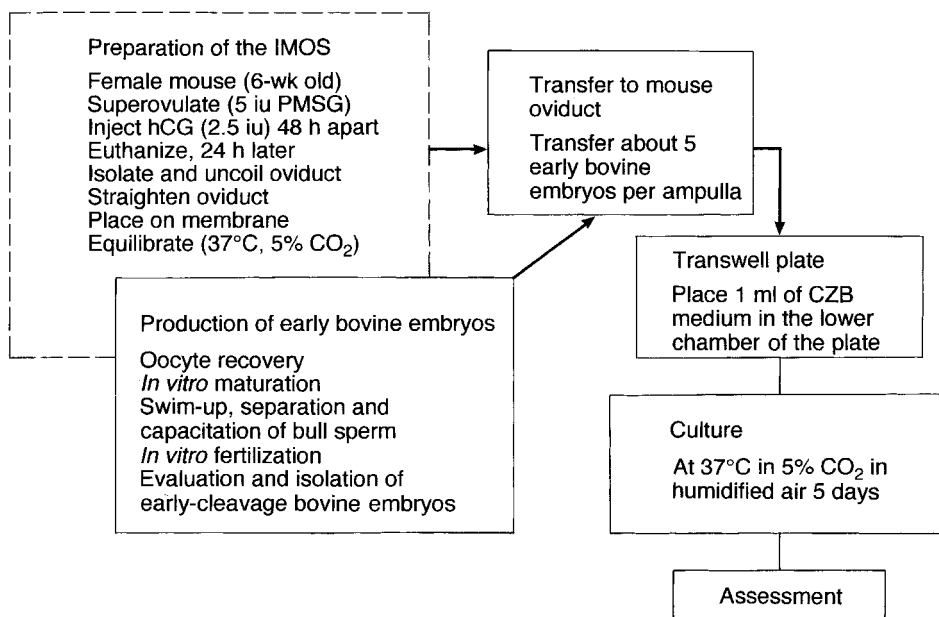 Preparation of the IMOS
Female mouse (6-wk old)
Superovulate (5 iu PMSG)
Inject hCG (2.5 iu) 48 h apart
Euthanize, 24 h later
Isolate and uncoil oviduct
Straighten oviduct
Place on membrane
Equilibrate (37°C, 5% CO₂)
Production of early bovine embryos
Oocyte recovery
In vitro maturation
Swim-up, separation and
capacitation of bull sperm
In vitro fertilization
Evaluation and isolation of
early-cleavage bovine embryos
Transfer to mouse
oviduct
Transfer about 5
early bovine
embryos per ampulla
Transwell plate
Place 1 ml of CZB
medium in the lower
chamber of the plate
Culture
At 37°C in 5% CO₂ in
humidified air 5 days
Assessment